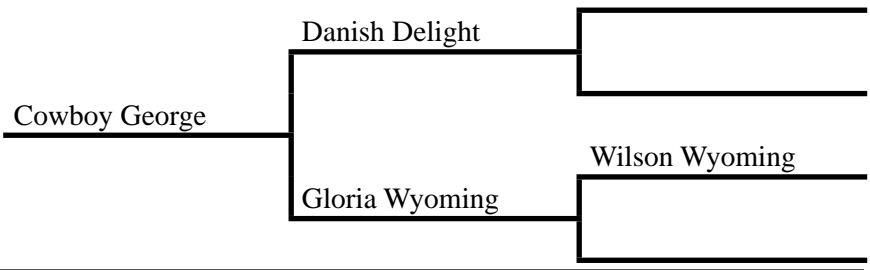 Danish Delight
Cowboy George
Wilson Wyoming
Gloria Wyoming